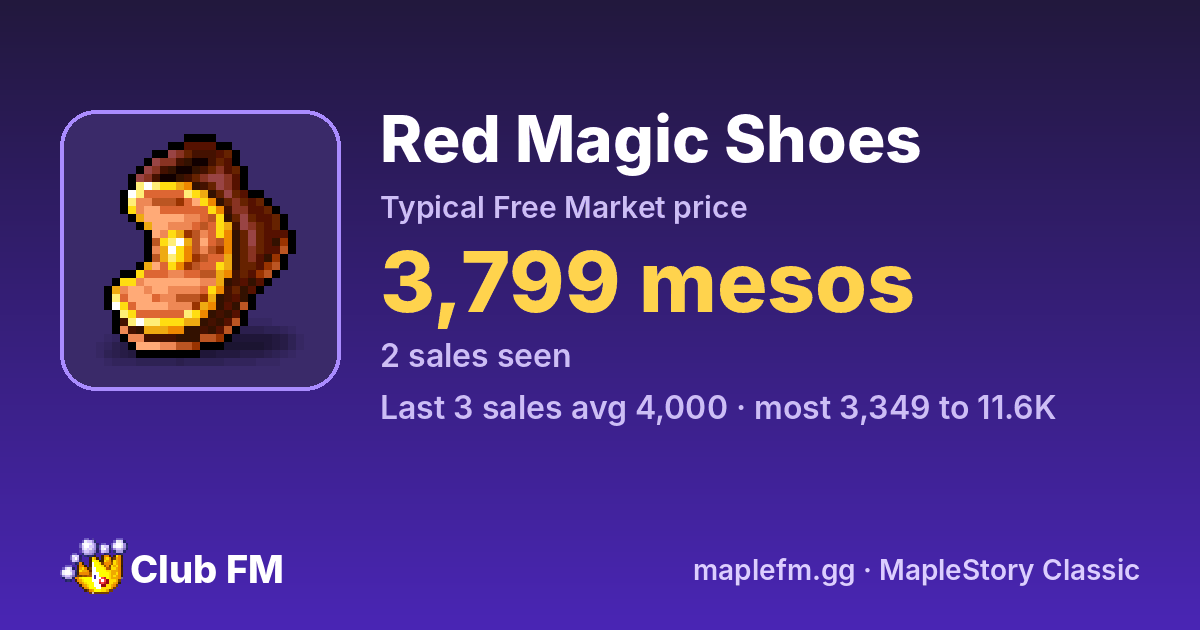 Red Magic Shoes
Typical Free Market price
3,799 mesos
2 sales seen
Last 3 sales avg 4,000 · most 3,349 to 11.6K
Club FM
maplefm.gg · MapleStory Classic